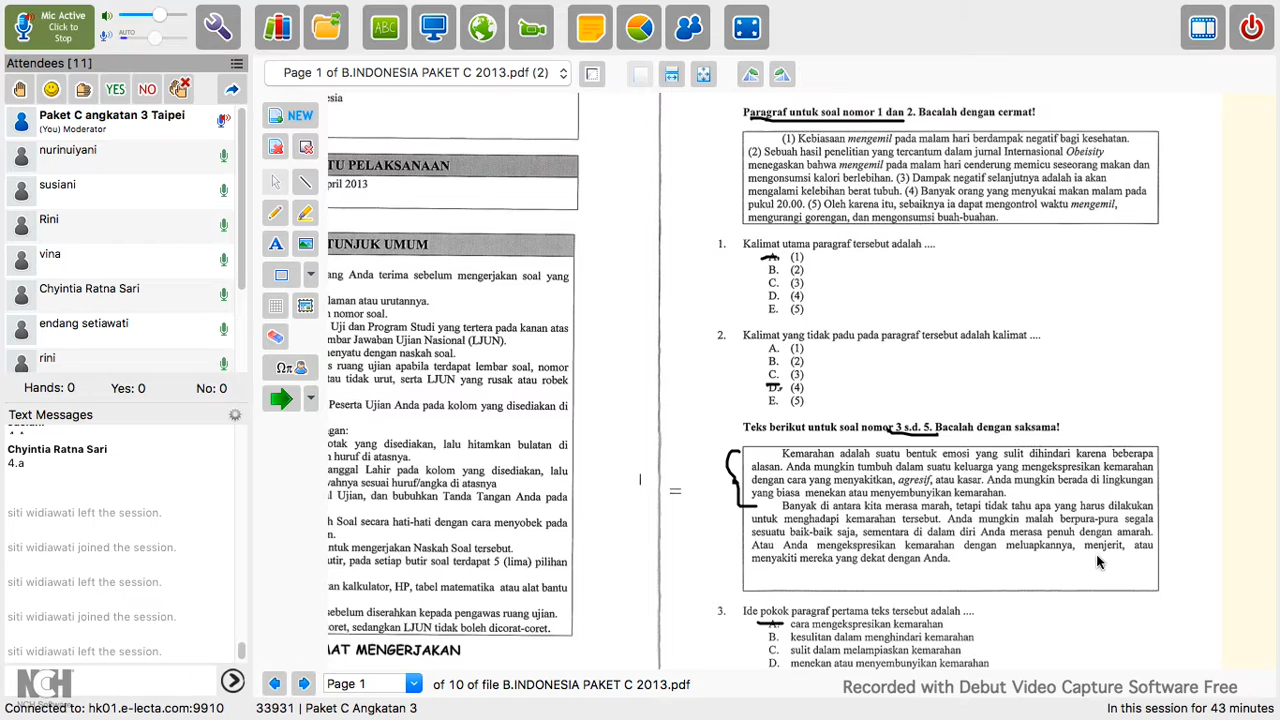 Mic Active
Click to
Stop
AUTO
ABC
Attendees [11]
YES
NO
Paket C angkatan 3 Taipei
(You) Moderator
nurinuiyani
susiani
Rini
vina
Chyintia Ratna Sari
endang setiawati
rini
Hands: 0 Yes: 0 No: 0
Text Messages
Chyintia Ratna Sari
4.a
siti widiawati left the session.
siti widiawati joined the session.
siti widiawati left the session.
siti widiawati joined the session.
siti widiawati left the session.
NCH
NCH Software
Connected to: hk01.e-lecta.com:9910
33931 | Paket C Angkatan 3
In this session for 43 minutes
Page 1 of B.INDONESIA PAKET C 2013.pdf (2)
NEW
A
Ωπ
Page 1
of 10 of file B.INDONESIA PAKET C 2013.pdf
esia
TU PELAKSANAAN
pril 2013
TUNJUK UMUM
ang Anda terima sebelum mengerjakan soal yang
laman atau urutannya.
n nomor soal.
Uji dan Program Studi yang tertera pada kanan atas
mbar Jawaban Ujian Nasional (LJUN).
menyatu dengan naskah soal.
as ruang ujian apabila terdapat lembar soal, nomor
tau tidak urut, serta LJUN yang rusak atau robek
Peserta Ujian Anda pada kolom yang disediakan di
ngan:
otak yang disediakan, lalu hitamkan bulatan di
huruf di atasnya.
anggal Lahir pada kolom yang disediakan, lalu
vahnya sesuai huruf/angka di atasnya
l Ujian, dan bubuhkan Tanda Tangan Anda pada
h Soal secara hati-hati dengan cara menyobek pada
n.
ntuk mengerjakan Naskah Soal tersebut.
utir, pada setiap butir soal terdapat 5 (lima) pilihan
kan kalkulator, HP, tabel matematika atau alat bantu
sebelum diserahkan kepada pengawas ruang ujian.
oret, sedangkan LJUN tidak boleh dicorat-coret.
AT MENGERJAKAN
Paragraf untuk soal nomor 1 dan 2. Bacalah dengan cermat!
(1) Kebiasaan mengemil pada malam hari berdampak negatif bagi kesehatan.
(2) Sebuah hasil penelitian yang tercantum dalam jurnal Internasional Obeisity
menegaskan bahwa mengemil pada malam hari cenderung memicu seseorang makan dan
mengonsumsi kalori berlebihan. (3) Dampak negatif selanjutnya adalah ia akan
mengalami kelebihan berat tubuh. (4) Banyak orang yang menyukai makan malam pada
pukul 20.00. (5) Oleh karena itu, sebaiknya ia dapat mengontrol waktu mengemil,
mengurangi gorengan, dan mengonsumsi buah-buahan.
1. Kalimat utama paragraf tersebut adalah ....
A. (1)
B. (2)
C. (3)
D. (4)
E. (5)
2. Kalimat yang tidak padu pada paragraf tersebut adalah kalimat ....
A. (1)
B. (2)
C. (3)
D. (4)
E. (5)
Teks berikut untuk soal nomor 3 s.d. 5. Bacalah dengan saksama!
Kemarahan adalah suatu bentuk emosi yang sulit dihindari karena beberapa
alasan. Anda mungkin tumbuh dalam suatu keluarga yang mengekspresikan kemarahan
dengan cara yang menyakitkan, agresif, atau kasar. Anda mungkin berada di lingkungan
yang biasa menekan atau menyembunyikan kemarahan.
Banyak di antara kita merasa marah, tetapi tidak tahu apa yang harus dilakukan
untuk menghadapi kemarahan tersebut. Anda mungkin malah berpura-pura segala
sesuatu baik-baik saja, sementara di dalam diri Anda merasa penuh dengan amarah.
Atau Anda mengekspresikan kemarahan dengan meluapkannya, menjerit, atau
menyakiti mereka yang dekat dengan Anda.
3. Ide pokok paragraf pertama teks tersebut adalah ....
A. cara mengekspresikan kemarahan
B. kesulitan dalam menghindari kemarahan
C. sulit dalam melampiaskan kemarahan
D. menekan atau menyembunyikan kemarahan
Recorded with Debut Video Capture Software Free